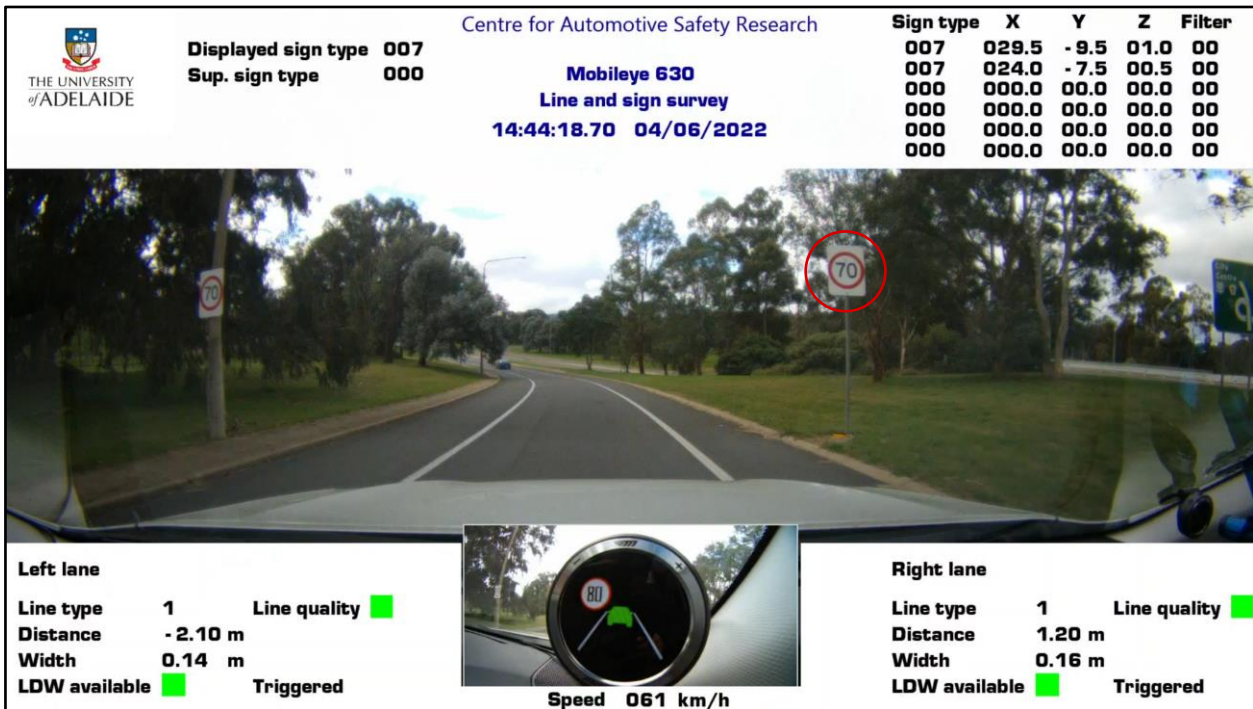 THE UNIVERSITY
of ADELAIDE
Displayed sign type 007
Sup. sign type 000
Centre for Automotive Safety Research
Mobileye 630
Line and sign survey
14:44:18.70 04/06/2022
Sign type X Y Z Filter
007 029.5 -9.5 01.0 00
007 024.0 -7.5 00.5 00
000 000.0 00.0 00.0 00
000 000.0 00.0 00.0 00
000 000.0 00.0 00.0 00
000 000.0 00.0 00.0 00
70
70
City
Centre
Left lane
Line type 1 Line quality
Distance -2.10 m
Width 0.14 m
LDW available Triggered
80
Speed 061 km/h
Right lane
Line type 1 Line quality
Distance 1.20 m
Width 0.16 m
LDW available Triggered